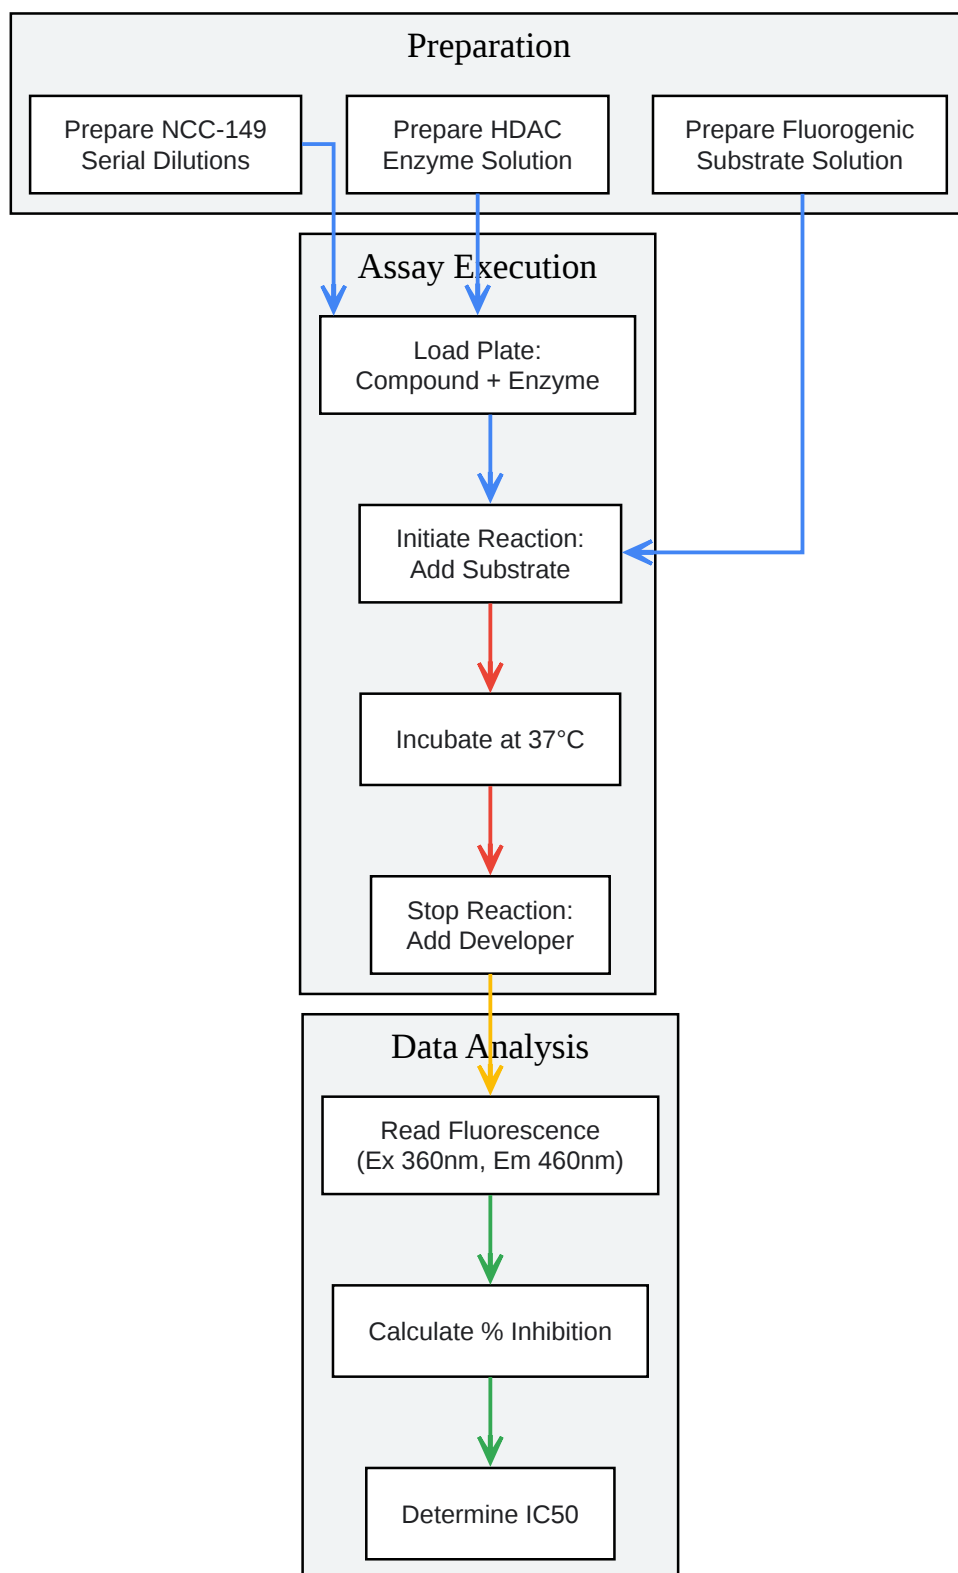 Preparation
Prepare NCC-149
Serial Dilutions
Prepare HDAC
Enzyme Solution
Prepare Fluorogenic
Substrate Solution
Assay Execution
Load Plate:
Compound + Enzyme
Initiate Reaction:
Add Substrate
Incubate at 37°C
Stop Reaction:
Add Developer
Data Analysis
Read Fluorescence
(Ex 360nm, Em 460nm)
Calculate % Inhibition
Determine IC50